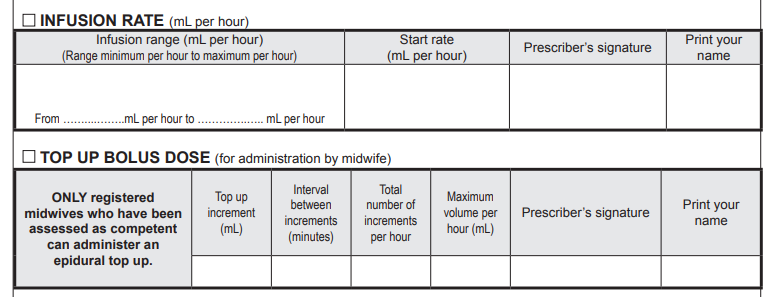 ☐ INFUSION RATE (mL per hour)
Infusion range (mL per hour)
(Range minimum per hour to maximum per hour)
Start rate
(mL per hour)
Prescriber's signature
Print your
name
From ……...…..…..mL per hour to …………..….. mL per hour
☐ TOP UP BOLUS DOSE (for administration by midwife)
ONLY registered
midwives who have been
assessed as competent
can administer an
epidural top up.
Top up
increment
(mL)
Interval
between
increments
(minutes)
Total
number of
increments
per hour
Maximum
volume per
hour (mL)
Prescriber's signature
Print your
name